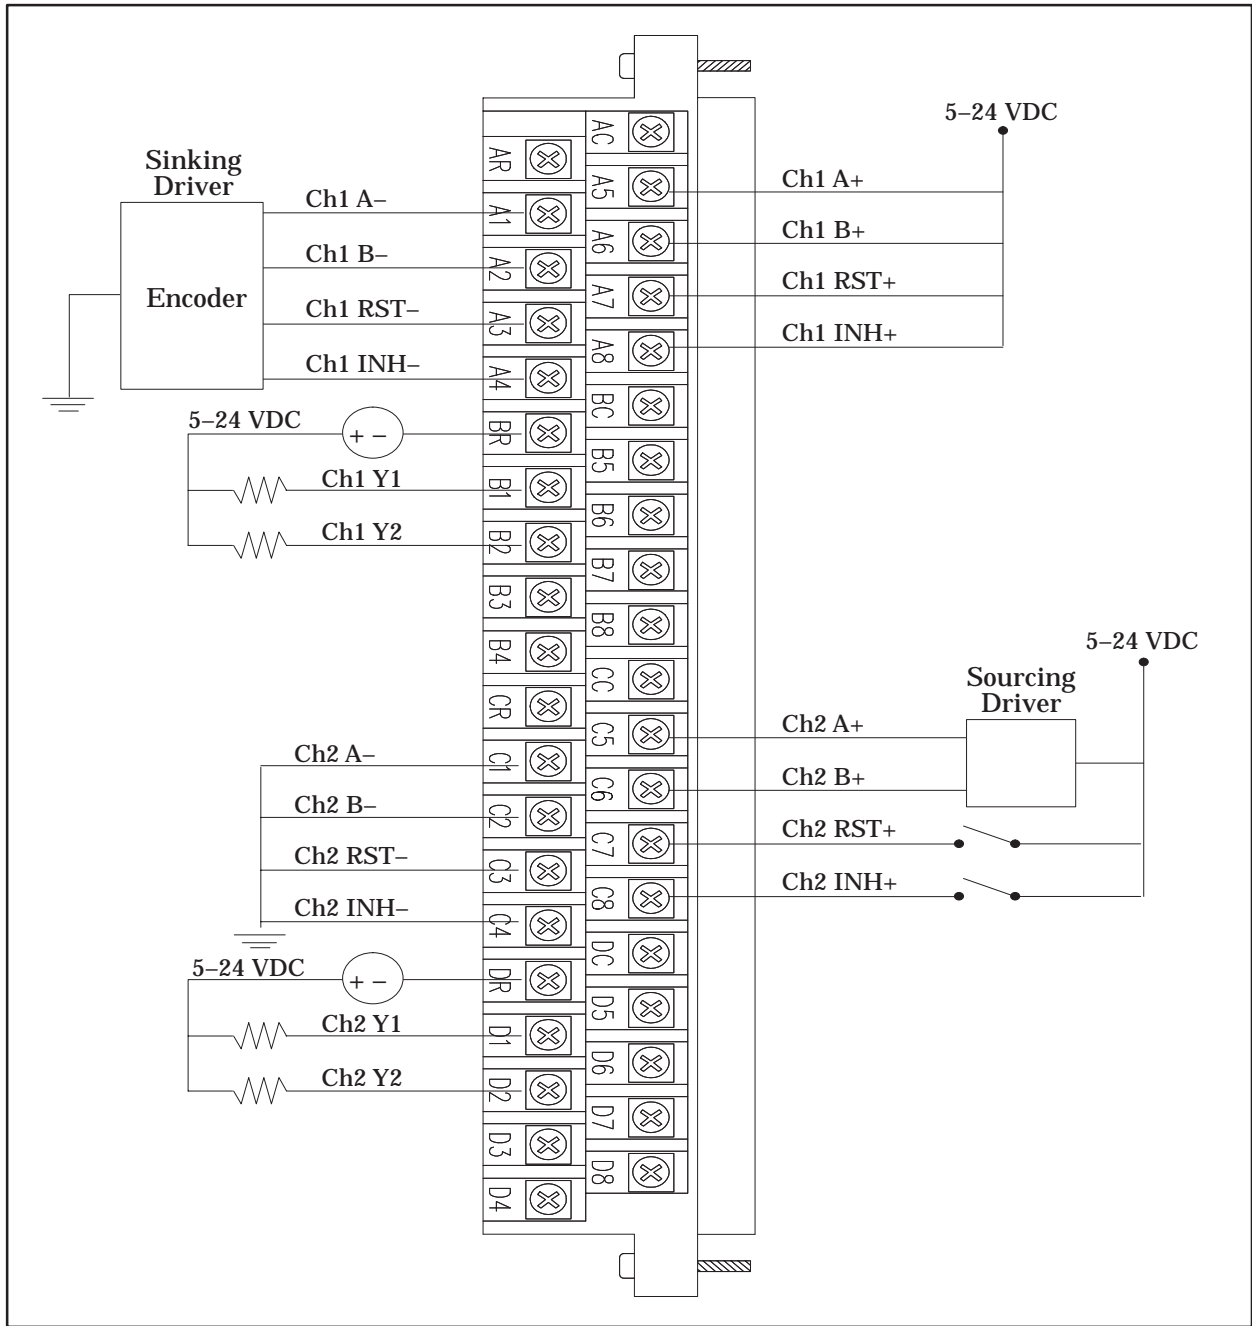 5–24 VDC
Sinking
Driver
Encoder
Ch1 A–
Ch1 B–
Ch1 RST–
Ch1 INH–
5–24 VDC
+ –
Ch1 Y1
Ch1 Y2
Ch2 A–
Ch2 B–
Ch2 RST–
Ch2 INH–
5–24 VDC
+ –
Ch2 Y1
Ch2 Y2
AR
A1
A2
A3
A4
BR
B1
B2
B3
B4
CR
C1
C2
C3
C4
DR
D1
D2
D3
D4
AC
A5
A6
A7
A8
BC
B5
B6
B7
B8
CC
C5
C6
C7
C8
DC
D5
D6
D7
D8
Ch1 A+
Ch1 B+
Ch1 RST+
Ch1 INH+
5–24 VDC
Sourcing
Driver
Ch2 A+
Ch2 B+
Ch2 RST+
Ch2 INH+